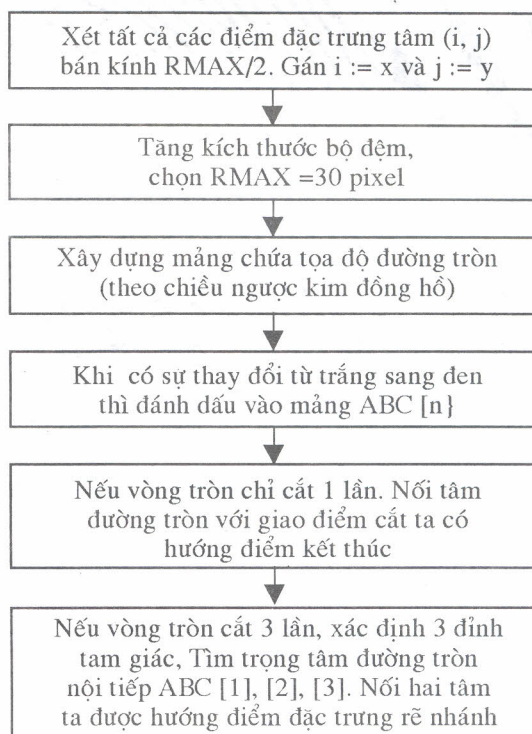 Xét tất cả các điểm đặc trưng tâm (i, j)
bán kính RMAX/2. Gán i := x và j := y
Tăng kích thước bộ đệm,
chọn RMAX =30 pixel
Xây dựng mảng chứa tọa độ đường tròn
(theo chiều ngược kim đồng hồ)
Khi có sự thay đổi từ trắng sang đen
thì đánh dấu vào mảng ABC [n}
Nếu vòng tròn chỉ cắt 1 lần. Nối tâm
đường tròn với giao điểm cắt ta có
hướng điểm kết thúc
Nếu vòng tròn cắt 3 lần, xác định 3 đỉnh
tam giác, Tìm trọng tâm đường tròn
nội tiếp ABC [1], [2], [3]. Nối hai tâm
ta được hướng điểm đặc trưng rẽ nhánh